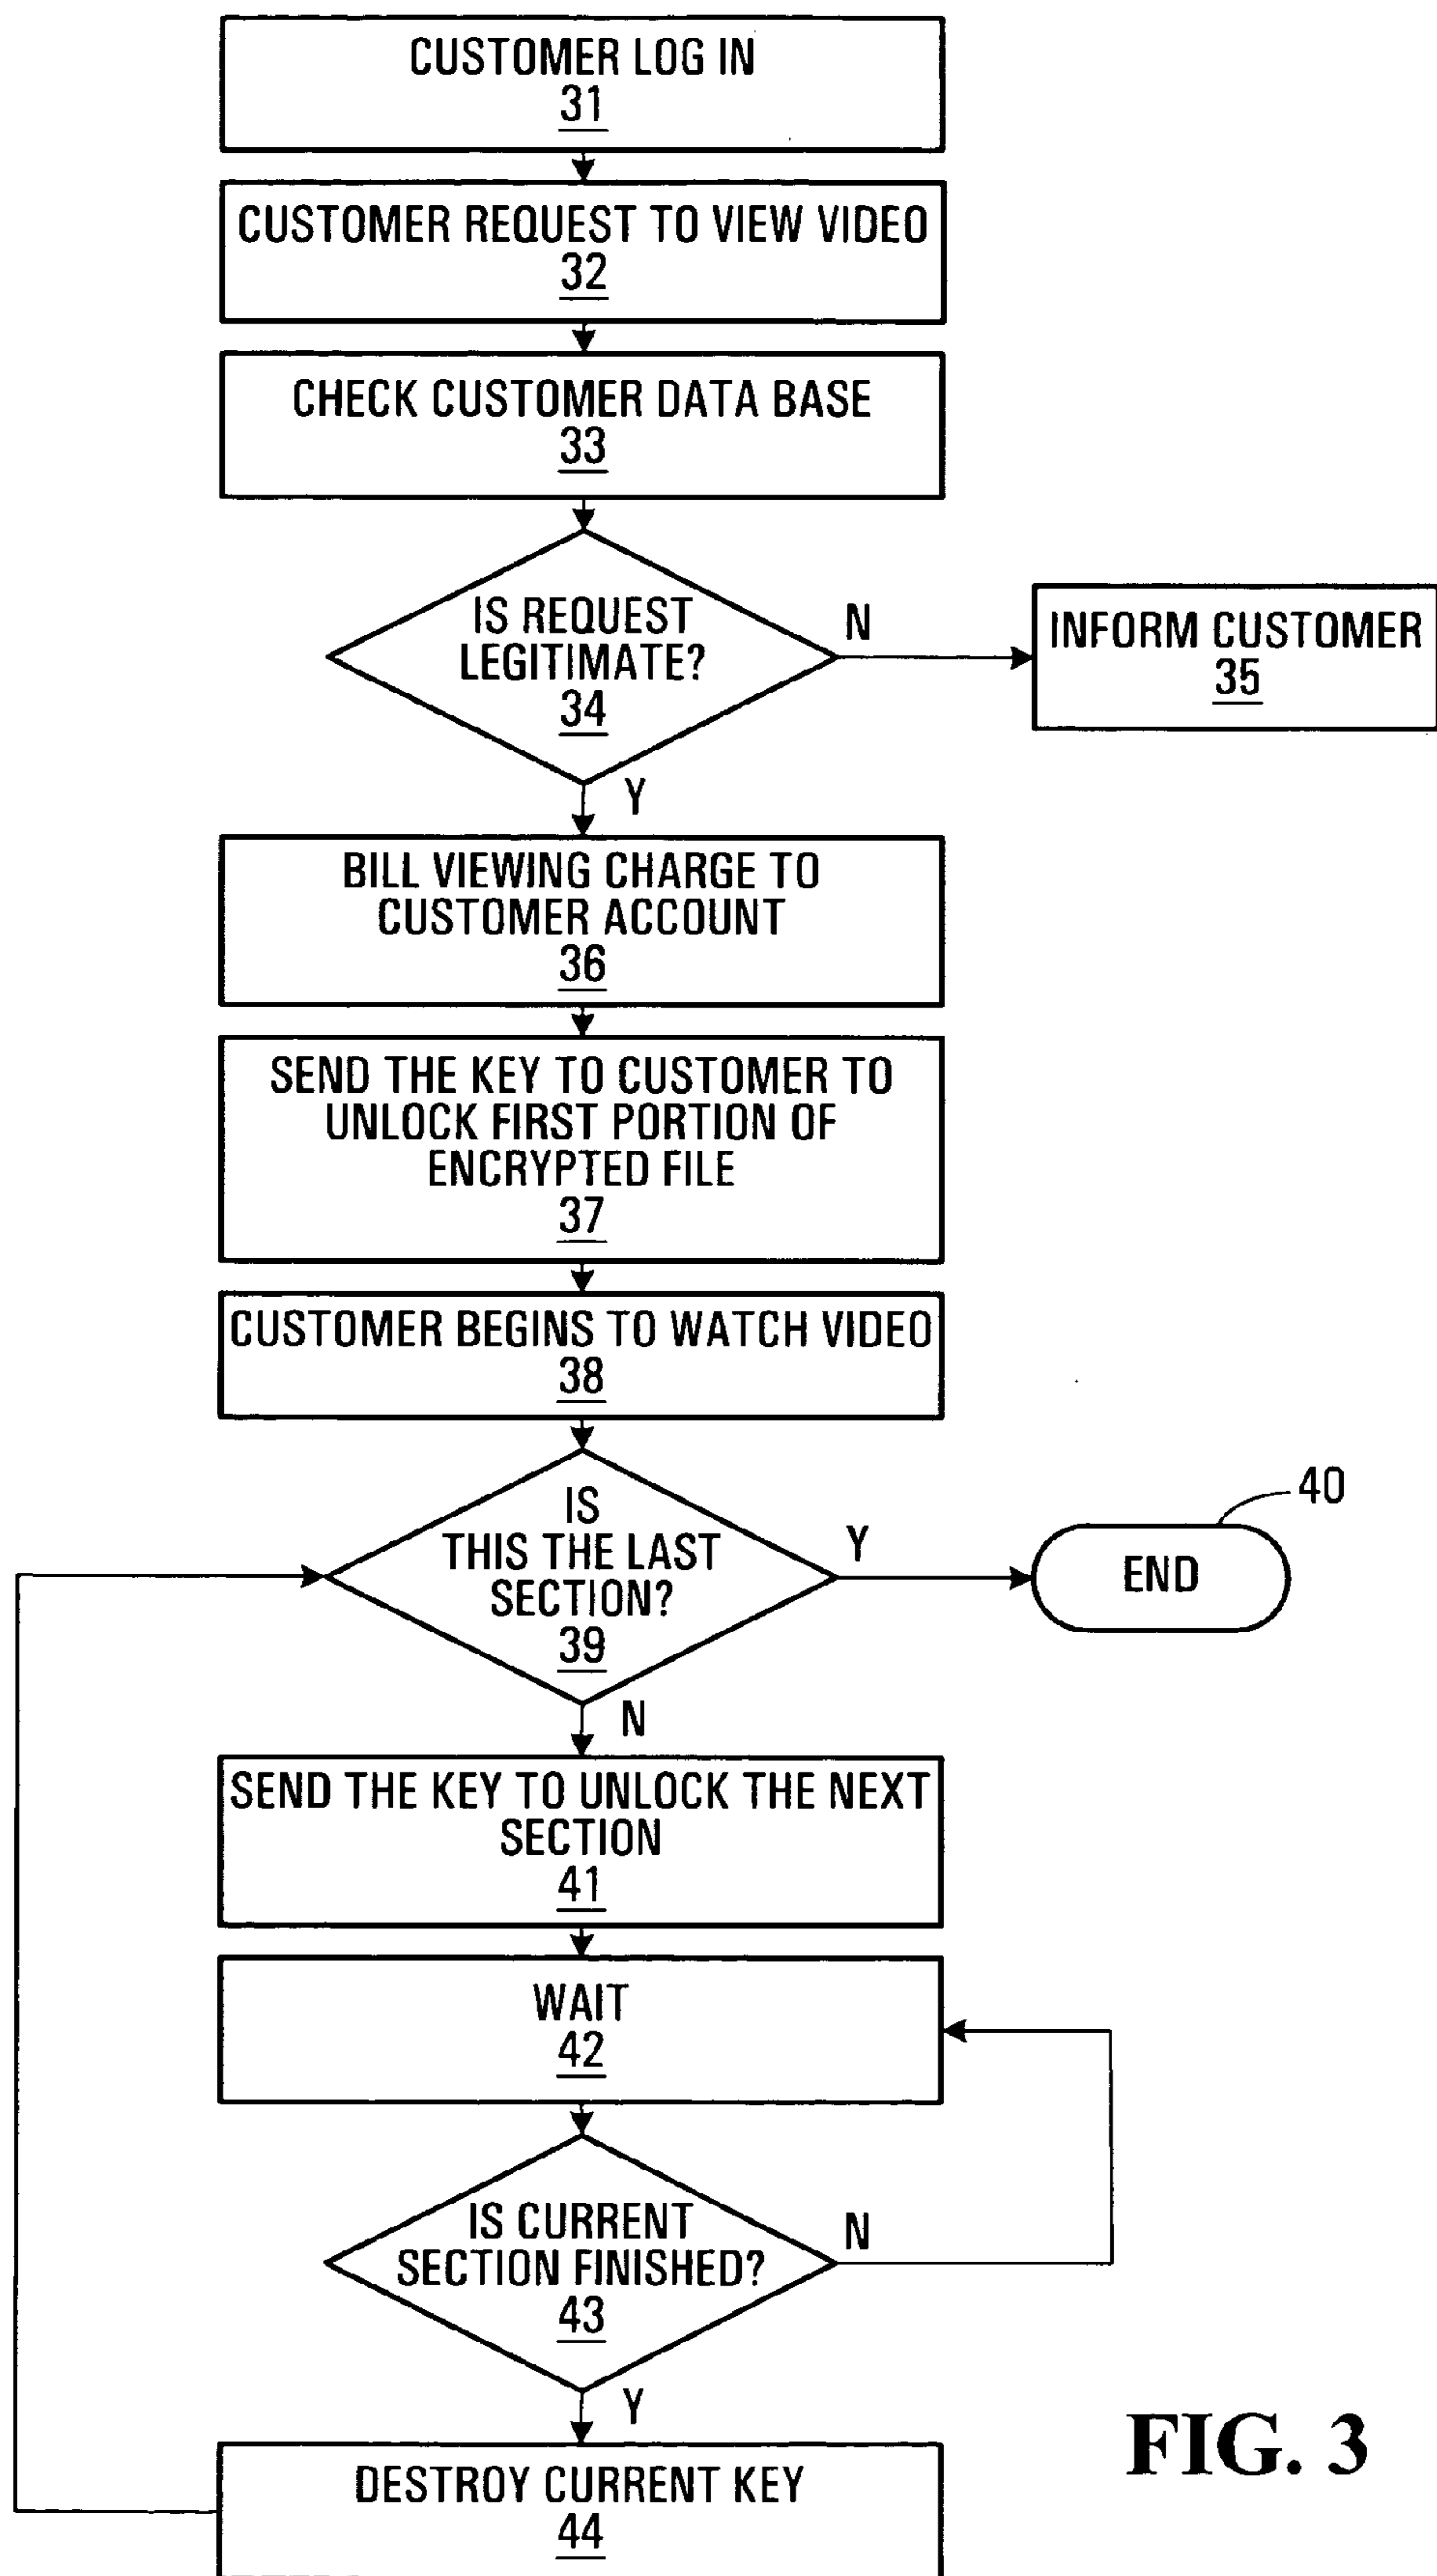 CUSTOMER LOG IN
31
CUSTOMER REQUEST TO VIEW VIDEO
32
CHECK CUSTOMER DATA BASE
33
IS REQUEST
LEGITIMATE?
34
N
INFORM CUSTOMER
35
Y
BILL VIEWING CHARGE TO
CUSTOMER ACCOUNT
36
SEND THE KEY TO CUSTOMER TO
UNLOCK FIRST PORTION OF
ENCRYPTED FILE
37
CUSTOMER BEGINS TO WATCH VIDEO
38
IS
THIS THE LAST
SECTION?
39
Y
40
END
N
SEND THE KEY TO UNLOCK THE NEXT
SECTION
41
WAIT
42
IS CURRENT
SECTION FINISHED?
43
N
Y
DESTROY CURRENT KEY
44
FIG. 3